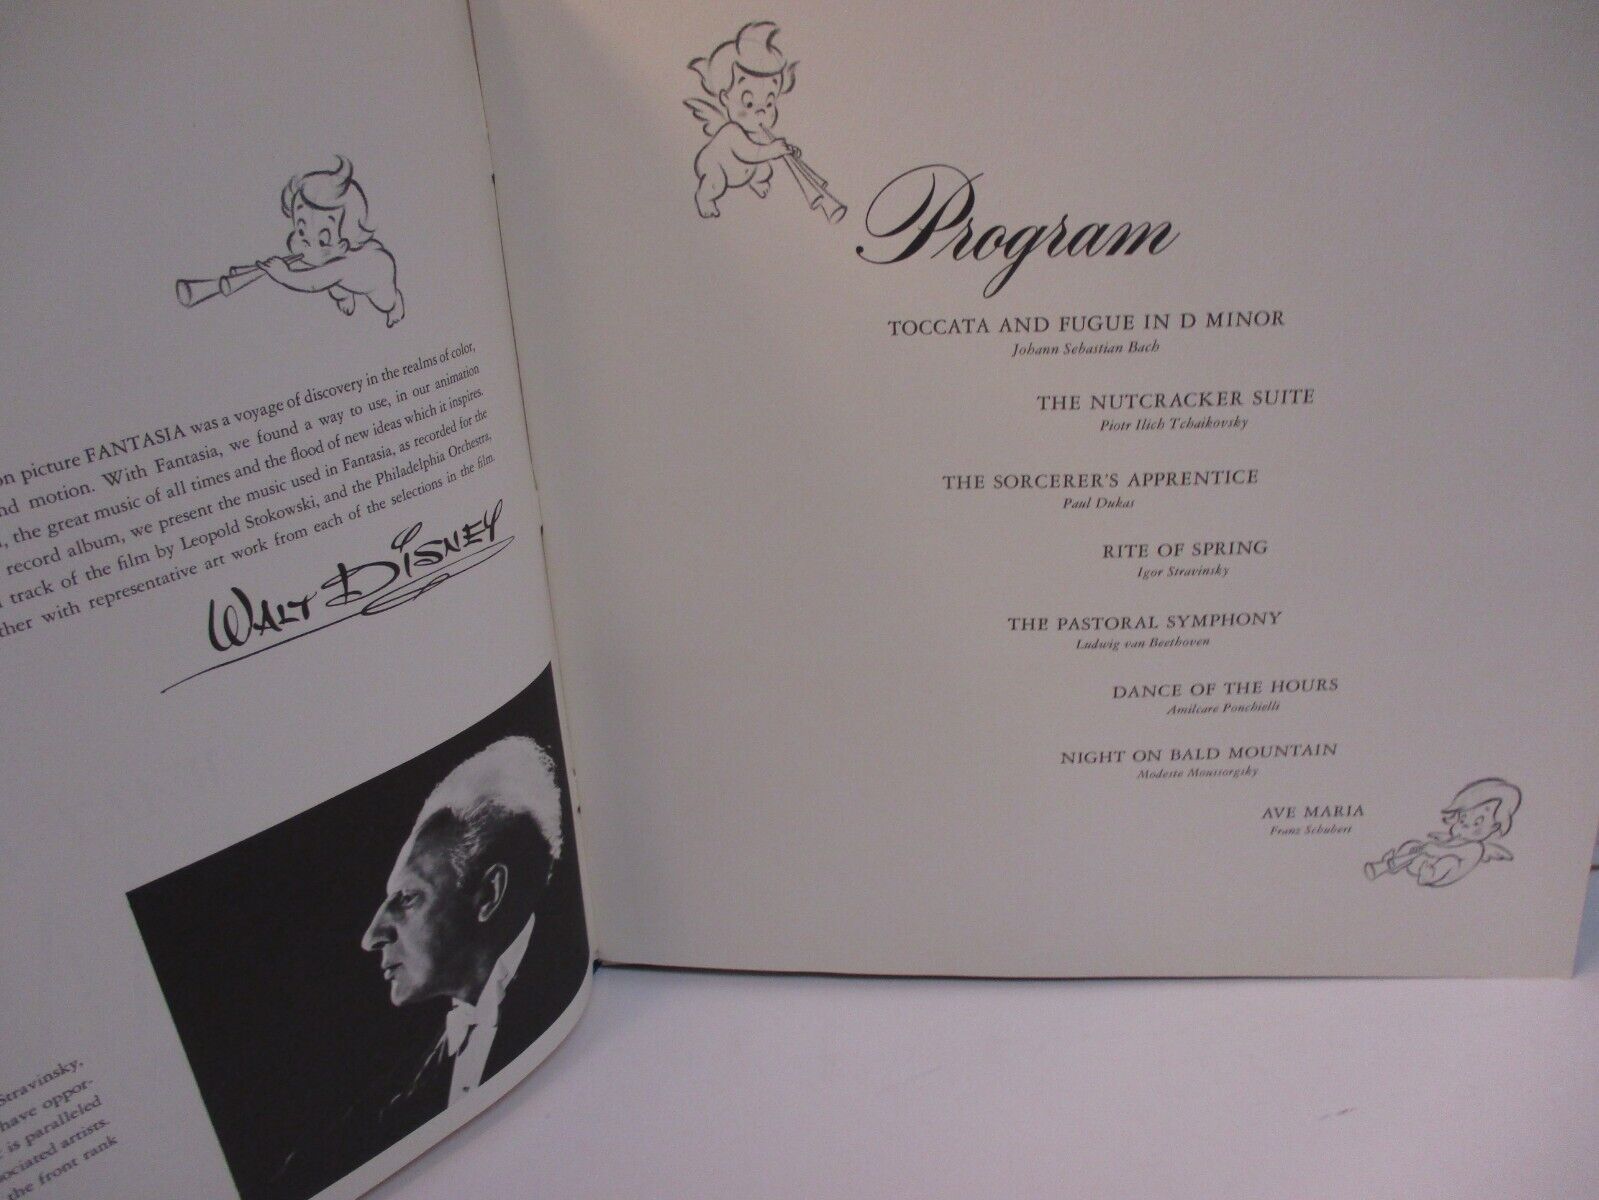 on picture FANTASIA was a voyage of discovery in the realms of color,
nd motion. With Fantasia, we found a way to use, in our animation
, the great music of all times and the flood of new ideas which it inspires.
record album, we present the music used in Fantasia, as recorded for the
track of the film by Leopold Stokowski, and the Philadelphia Orchestra,
ther with representative art work from each of the selections in the film.
WALT DISNEY
Stravinsky,
have oppor-
is paralleled
sociated artists.
the front rank
Program
TOCCATA AND FUGUE IN D MINOR
Johann Sebastian Bach
THE NUTCRACKER SUITE
Piotr Ilich Tchaikovsky
THE SORCERER'S APPRENTICE
Paul Dukas
RITE OF SPRING
Igor Stravinsky
THE PASTORAL SYMPHONY
Ludwig van Beethoven
DANCE OF THE HOURS
Amilcare Ponchielli
NIGHT ON BALD MOUNTAIN
Modeste Moussorgsky
AVE MARIA
Franz Schubert